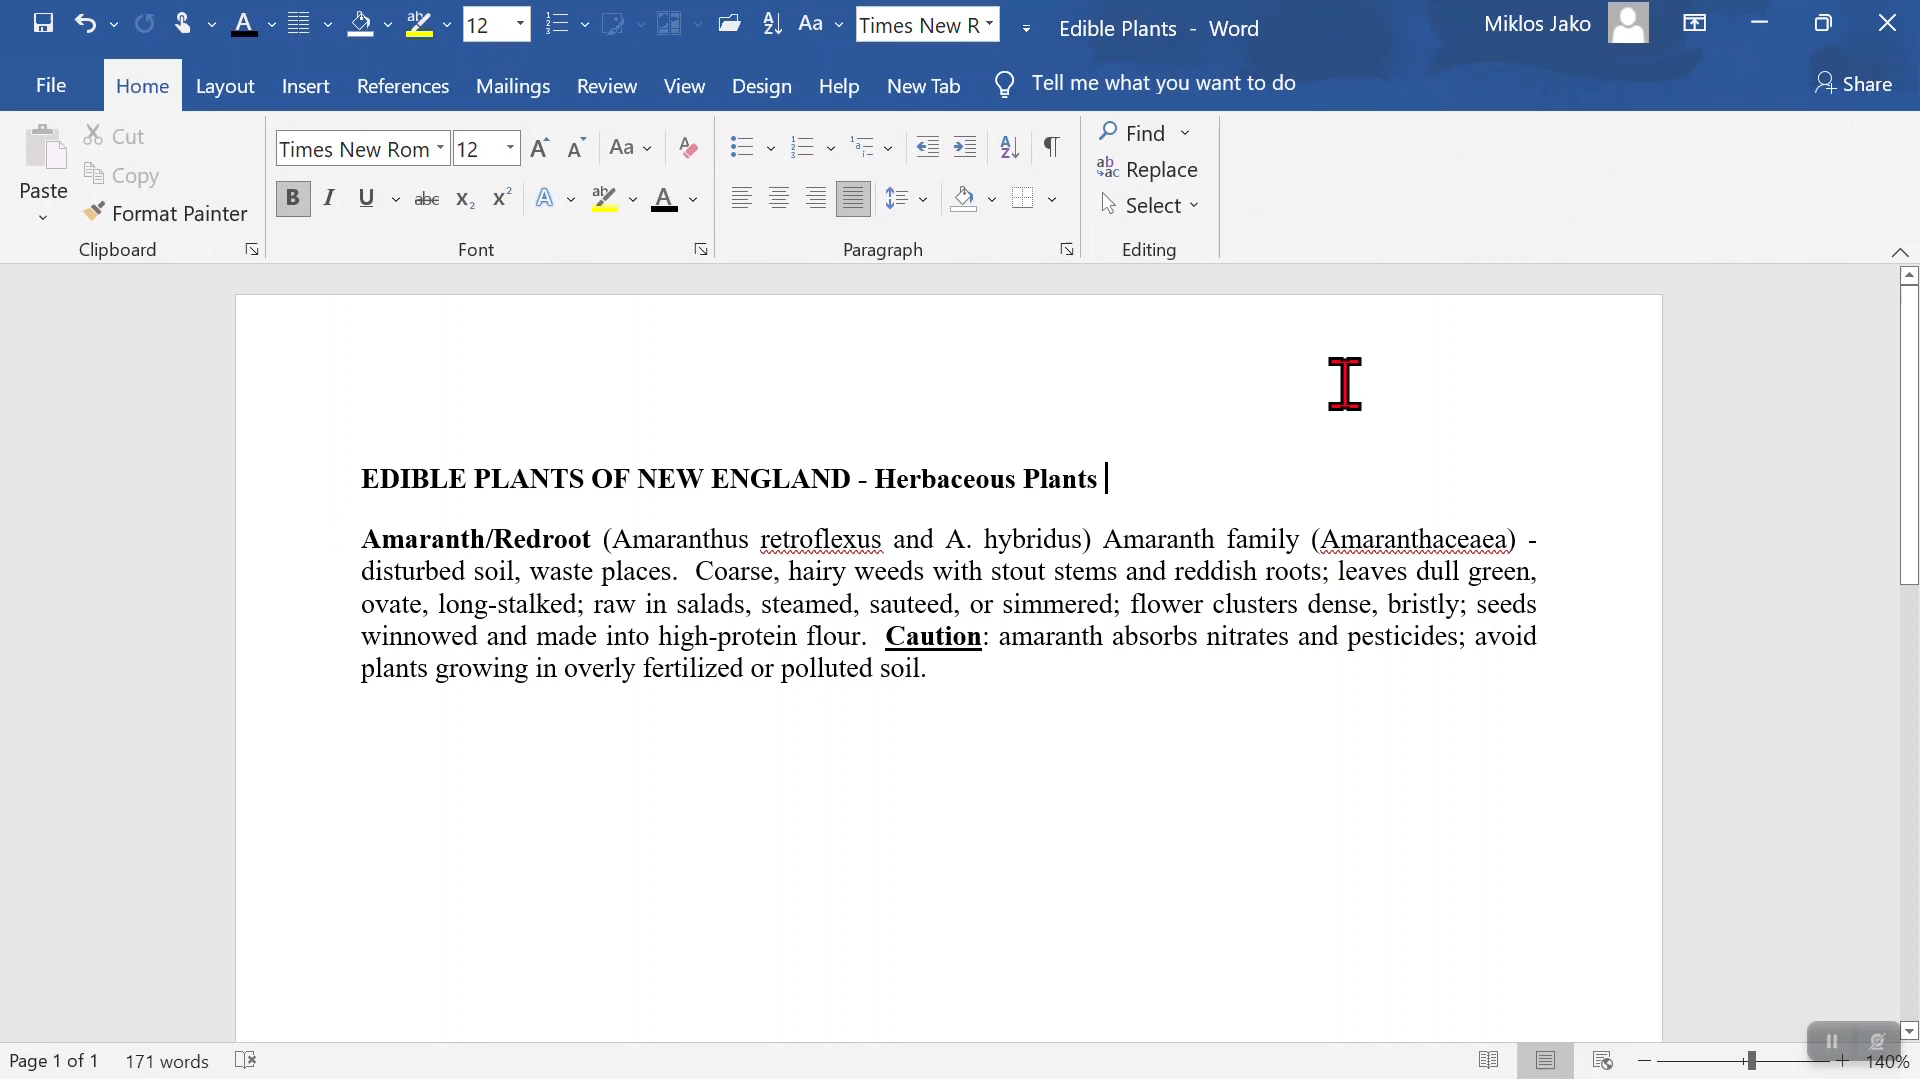 12 Aa Times New R Edible Plants - Word Miklos Jako
File Home Layout Insert References Mailings Review View Design Help New Tab Tell me what you want to do Share
Paste Cut Copy Format Painter
Times New Rom 12 Aa
B I U abc X₂ X² A ab A
Find
Replace
Select
Clipboard Font Paragraph Editing
EDIBLE PLANTS OF NEW ENGLAND - Herbaceous Plants
Amaranth/Redroot (Amaranthus retroflexus and A. hybridus) Amaranth family (Amaranthaceaea) -
disturbed soil, waste places. Coarse, hairy weeds with stout stems and reddish roots; leaves dull green,
ovate, long-stalked; raw in salads, steamed, sauteed, or simmered; flower clusters dense, bristly; seeds
winnowed and made into high-protein flour. Caution: amaranth absorbs nitrates and pesticides; avoid
plants growing in overly fertilized or polluted soil.
Page 1 of 1 171 words 140%